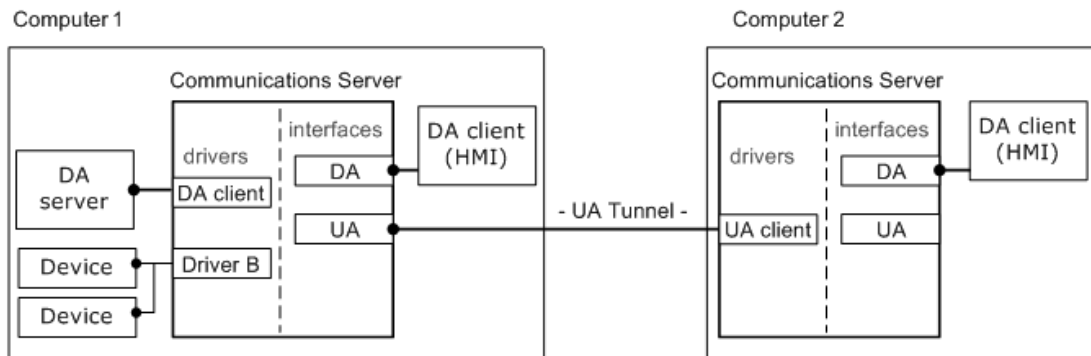 Computer 1
Communications Server
interfaces
drivers
DA client
(HMI)
DA
DA
server
DA client
UA
Driver B
Device
Device
- UA Tunnel -
Computer 2
Communications Server
interfaces
drivers
DA client
(HMI)
DA
UA client
UA